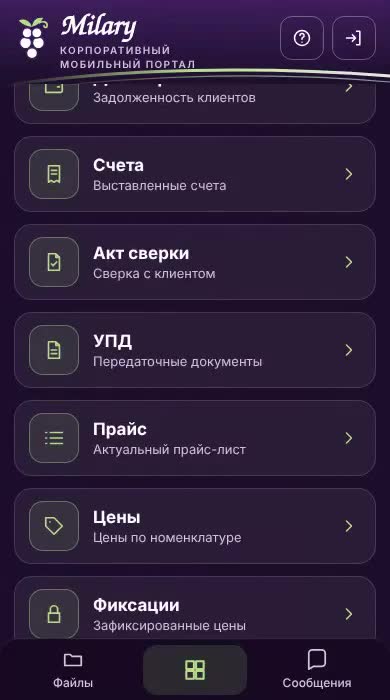 Milary
КОРПОРАТИВНЫЙ
МОБИЛЬНЫЙ ПОРТАЛ
Задолженность клиентов
Счета
Выставленные счета
Акт сверки
Сверка с клиентом
УПД
Передаточные документы
Прайс
Актуальный прайс-лист
Цены
Цены по номенклатуре
Фиксации
Зафиксированные цены
Файлы
Сообщения